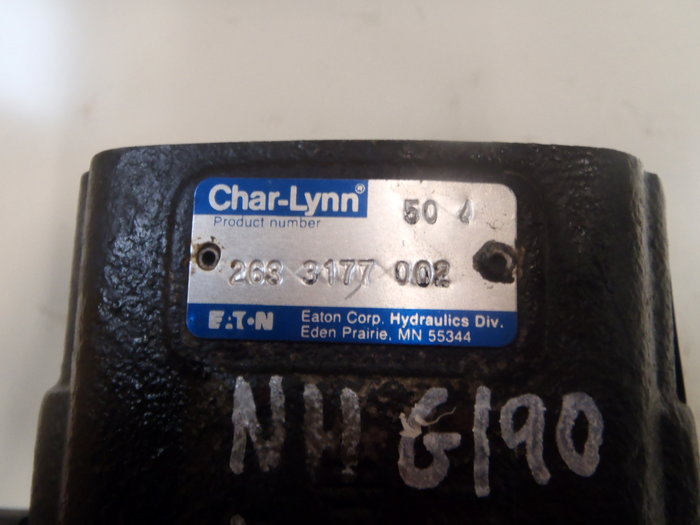 Char-Lynn®
50 4
Product number
263 3177 002
EATON
Eaton Corp. Hydraulics Div.
Eden Prairie, MN 55344
NH G190